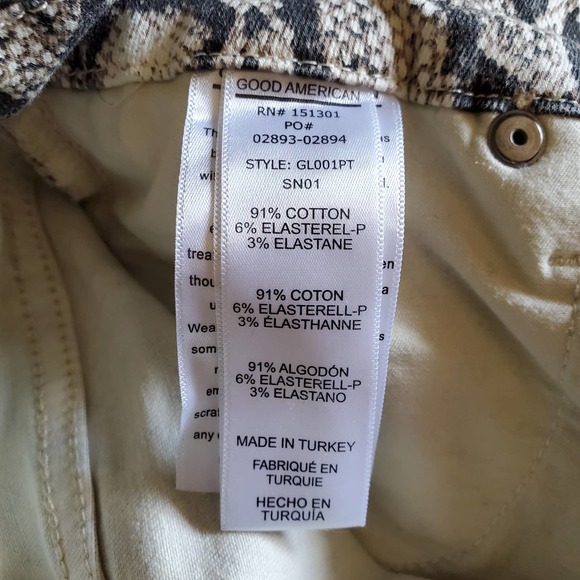 GOOD AMERICAN
RN# 151301
PO#
02893-02894
STYLE: GL001PT
SN01
91% COTTON
6% ELASTEREL-P
3% ELASTANE
91% COTON
6% ELASTERELL-P
3% ÉLASTHANNE
91% ALGODÓN
6% ELASTERELL-P
3% ELASTANO
MADE IN TURKEY
FABRIQUÉ EN
TURQUIE
HECHO EN
TURQUÍA